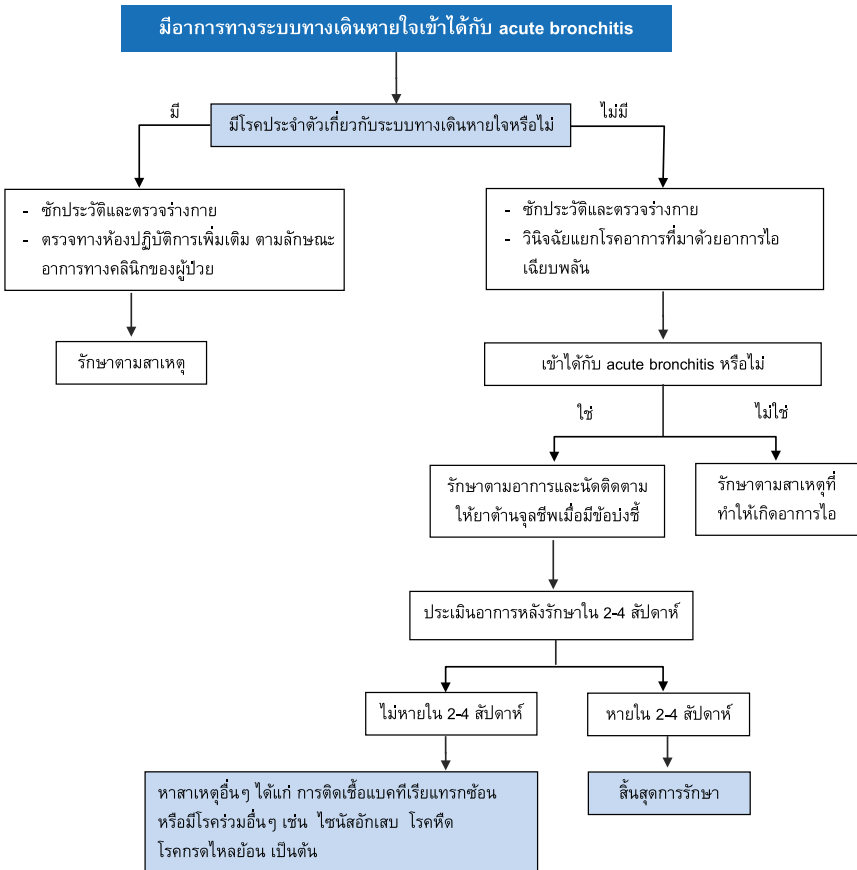 มีอาการทางระบบทางเดินหายใจเข้าได้กับ acute bronchitis
มี
มีโรคประจำตัวเกี่ยวกับระบบทางเดินหายใจหรือไม่
ไม่มี
- ซักประวัติและตรวจร่างกาย
- ตรวจทางห้องปฏิบัติการเพิ่มเติม ตามลักษณะ
อาการทางคลินิกของผู้ป่วย
- ซักประวัติและตรวจร่างกาย
- วินิจฉัยแยกโรคอาการที่มาด้วยอาการไอ
เฉียบพลัน
รักษาตามสาเหตุ
เข้าได้กับ acute bronchitis หรือไม่
ใช่
ไม่ใช่
รักษาตามอาการและนัดติดตาม
ให้ยาต้านจุลชีพเมื่อมีข้อบ่งชี้
รักษาตามสาเหตุที่
ทำให้เกิดอาการไอ
ประเมินอาการหลังรักษาใน 2-4 สัปดาห์
ไม่หายใน 2-4 สัปดาห์
หายใน 2-4 สัปดาห์
หาสาเหตุอื่นๆ ได้แก่ การติดเชื้อแบคทีเรียแทรกซ้อน
หรือมีโรคร่วมอื่นๆ เช่น ไซนัสอักเสบ โรคหืด
โรคกรดไหลย้อน เป็นต้น
สิ้นสุดการรักษา